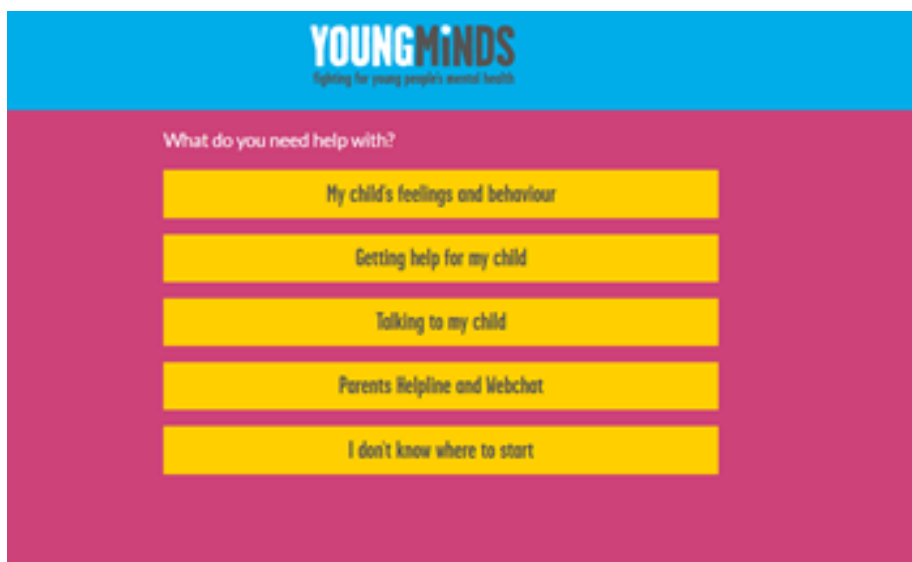 YOUNGMiNDS
fighting for young people's mental health
What do you need help with?
My child's feelings and behaviour
Getting help for my child
Talking to my child
Parents Helpline and Webchat
I don't know where to start